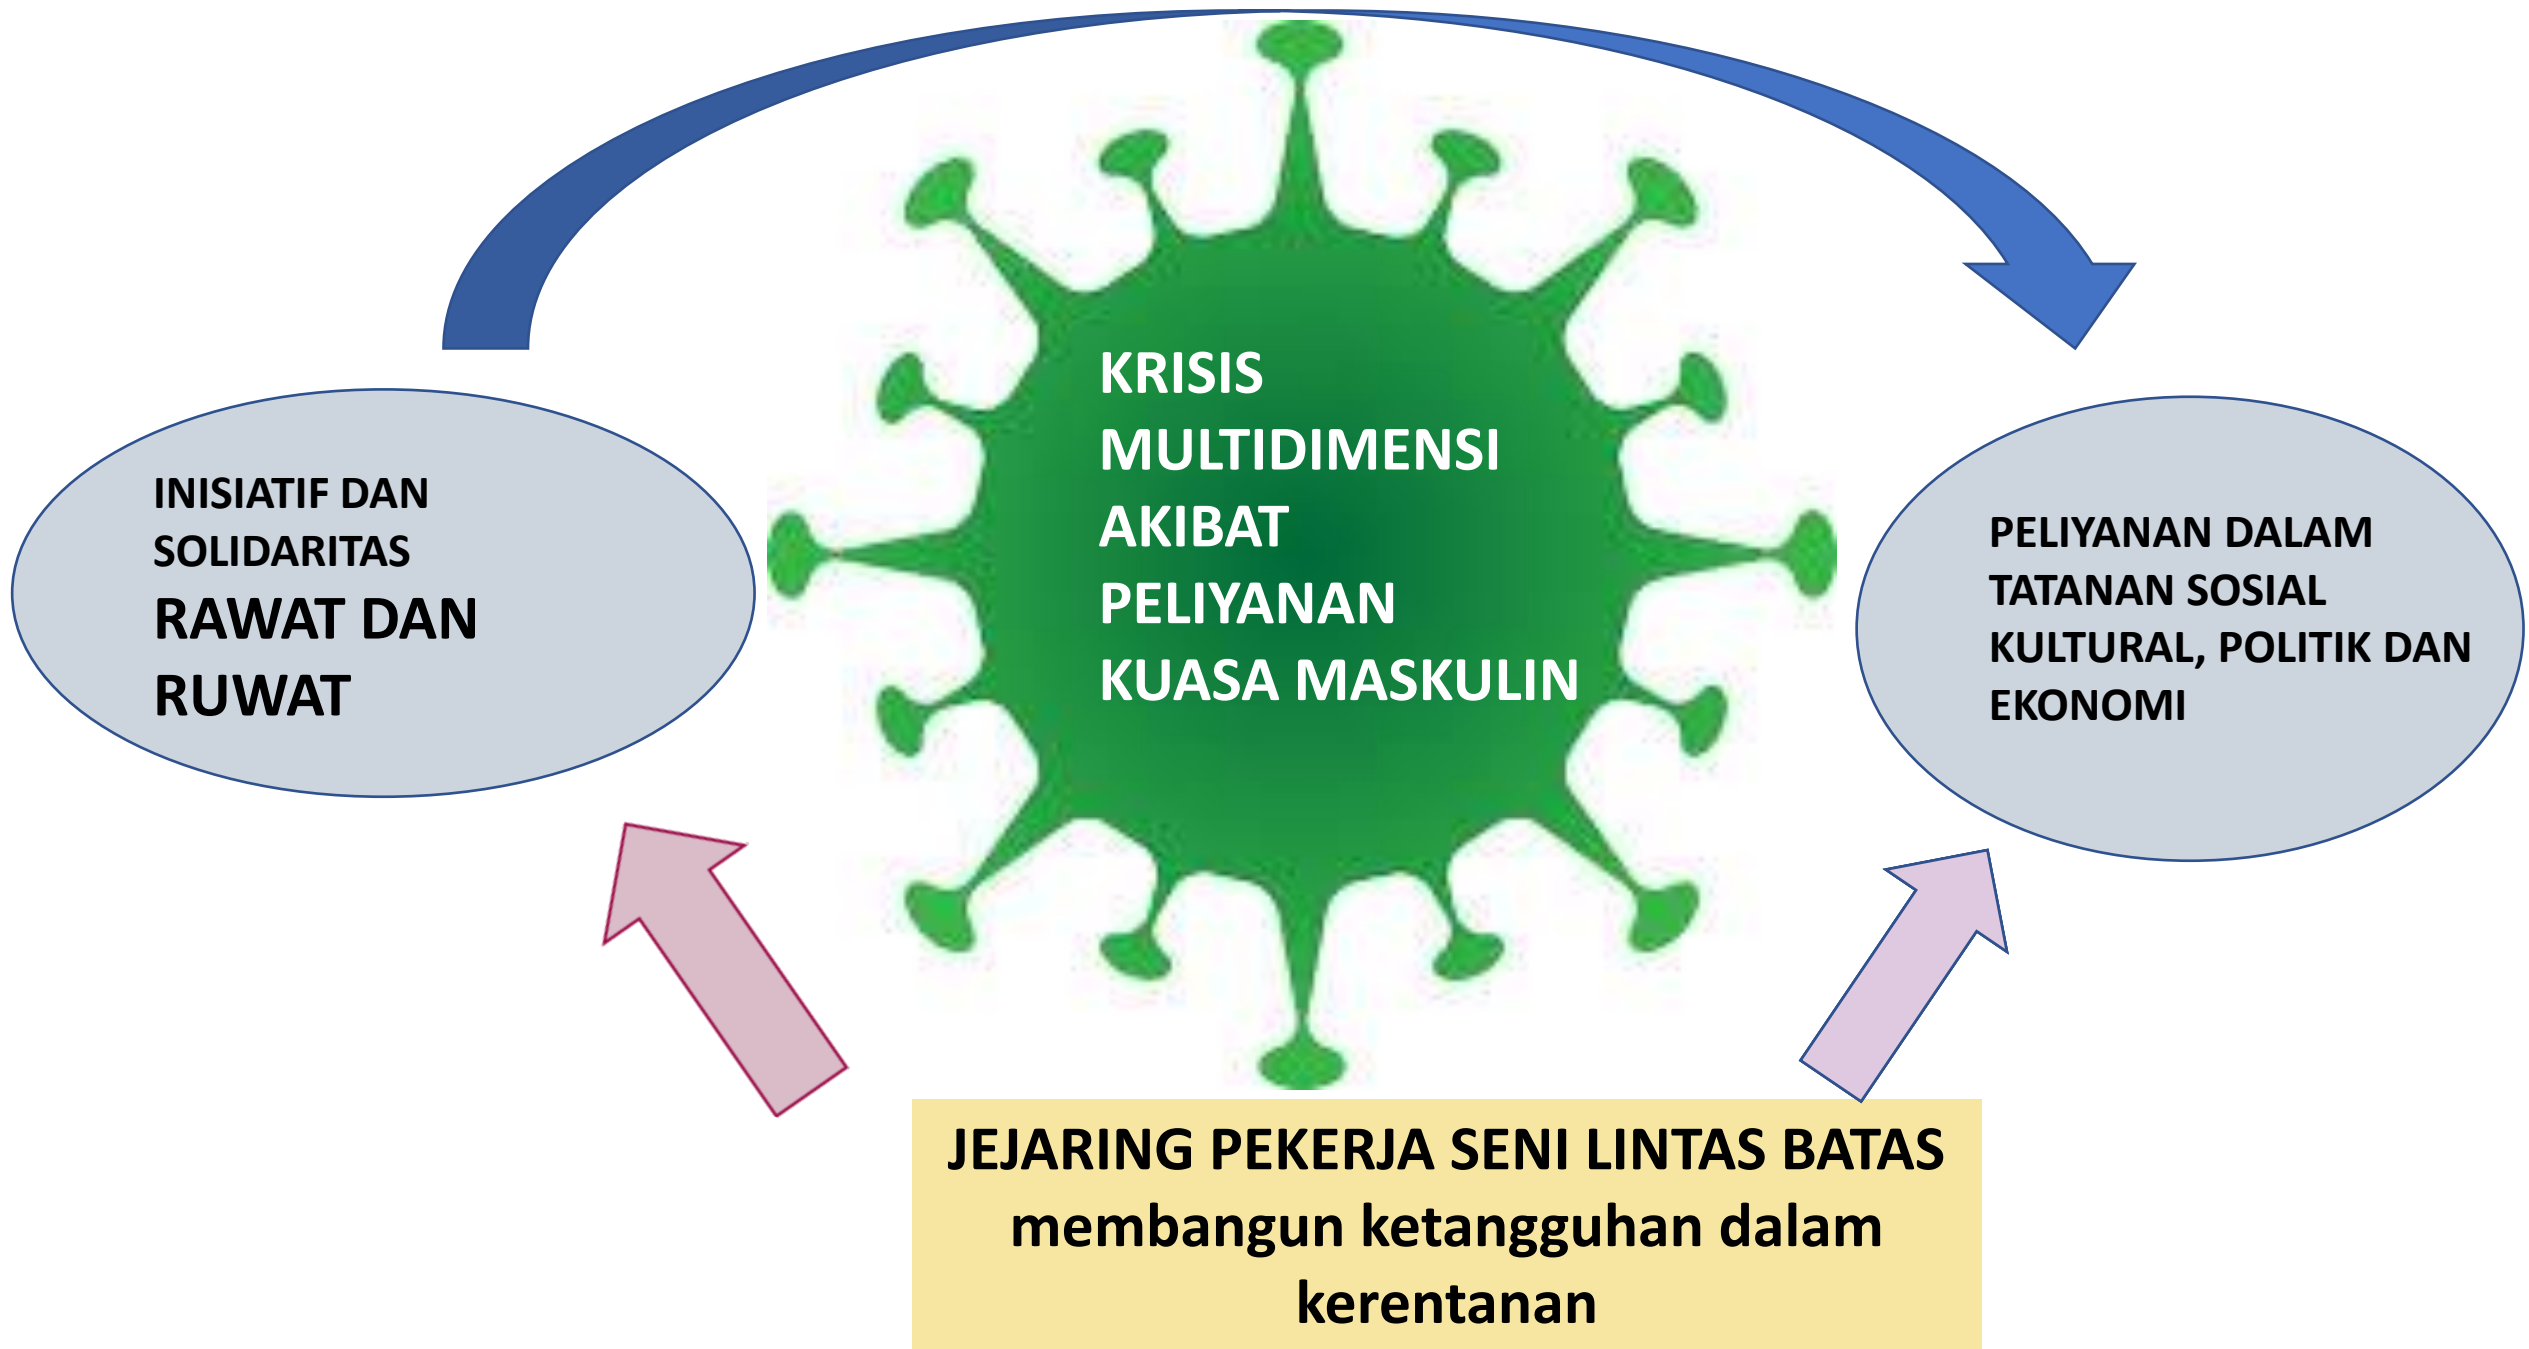 INISIATIF DAN
SOLIDARITAS
RAWAT DAN
RUWAT
KRISIS
MULTIDIMENSI
AKIBAT
PELIYANAN
KUASA MASKULIN
PELIYANAN DALAM
TATANAN SOSIAL
KULTURAL, POLITIK DAN
EKONOMI
JEJARING PEKERJA SENI LINTAS BATAS
membangun ketangguhan dalam
kerentanan